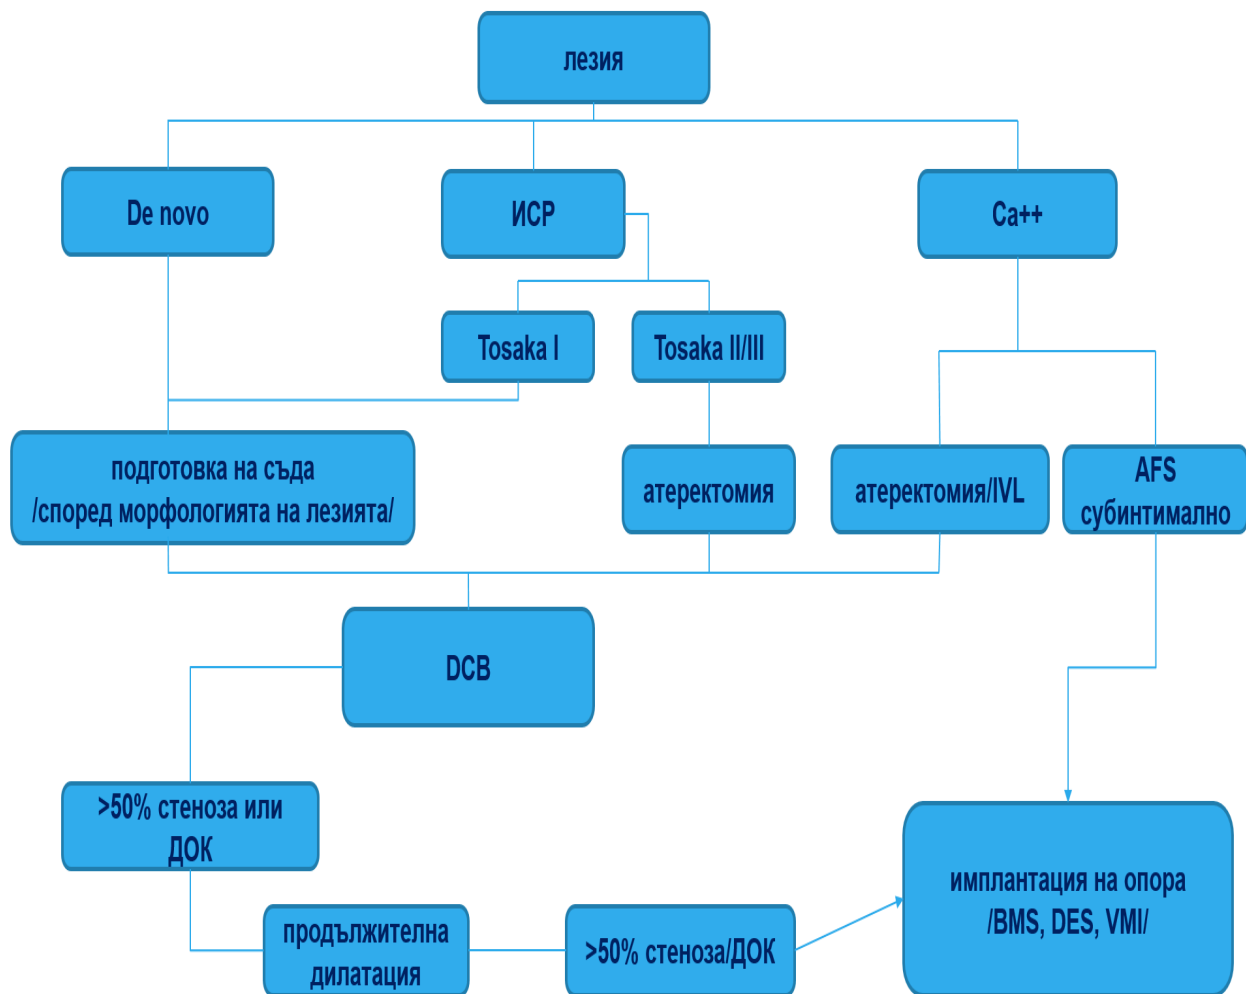 лезия
De novo
ИСР
Ca++
Tosaka I
Tosaka II/III
подготовка на съда
/според морфологията на лезията/
атеректомия
атеректомия/IVL
AFS
субинтимално
DCB
>50% стеноза или
ДОК
продължителна
дилатация
>50% стеноза/ДОК
имплантация на опора
/BMS, DES, VMI/